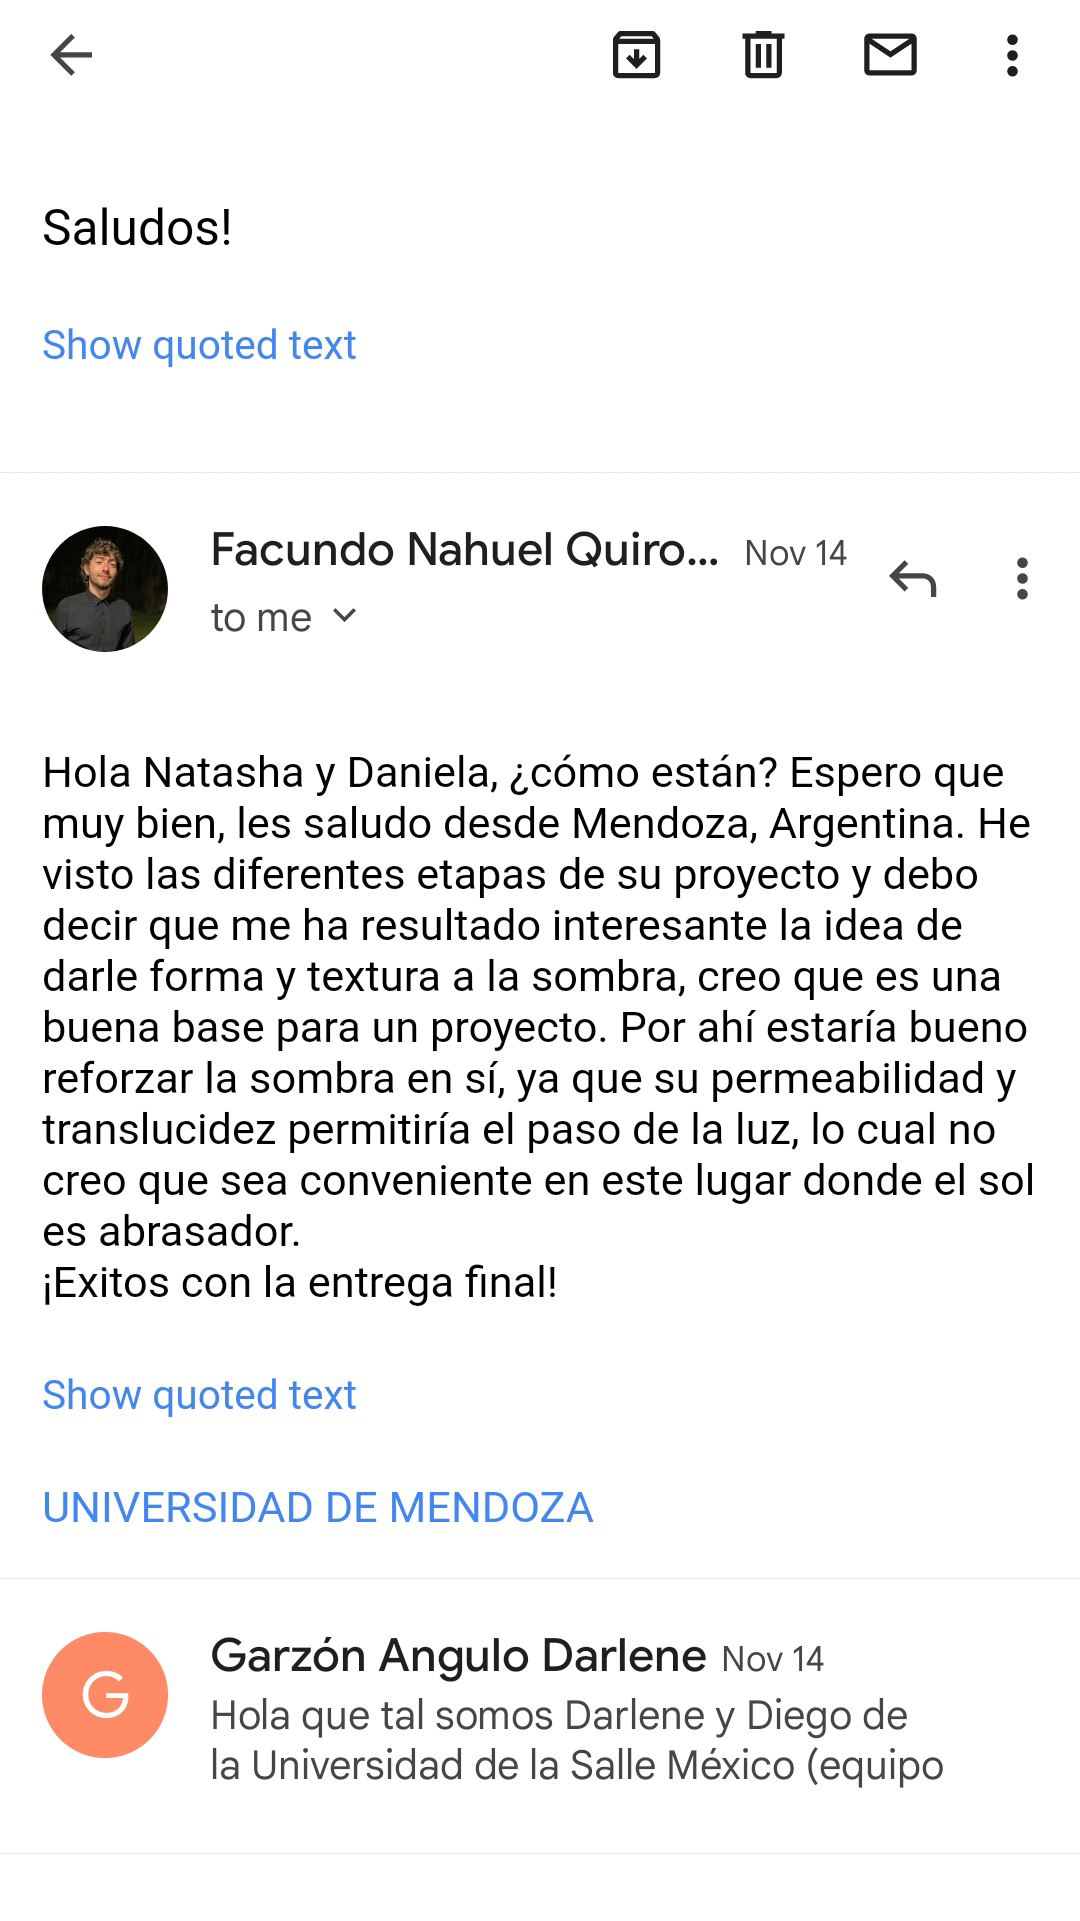 Saludos!
Show quoted text
Facundo Nahuel Quiro... Nov 14
to me
Hola Natasha y Daniela, ¿cómo están? Espero que
muy bien, les saludo desde Mendoza, Argentina. He
visto las diferentes etapas de su proyecto y debo
decir que me ha resultado interesante la idea de
darle forma y textura a la sombra, creo que es una
buena base para un proyecto. Por ahí estaría bueno
reforzar la sombra en sí, ya que su permeabilidad y
translucidez permitiría el paso de la luz, lo cual no
creo que sea conveniente en este lugar donde el sol
es abrasador.
¡Exitos con la entrega final!
Show quoted text
UNIVERSIDAD DE MENDOZA
G
Garzón Angulo Darlene Nov 14
Hola que tal somos Darlene y Diego de
la Universidad de la Salle México (equipo